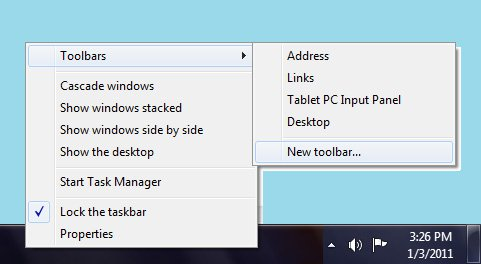 Toolbars
Cascade windows
Show windows stacked
Show windows side by side
Show the desktop
Start Task Manager
Lock the taskbar
Properties
Address
Links
Tablet PC Input Panel
Desktop
New toolbar...
3:26 PM
1/3/2011